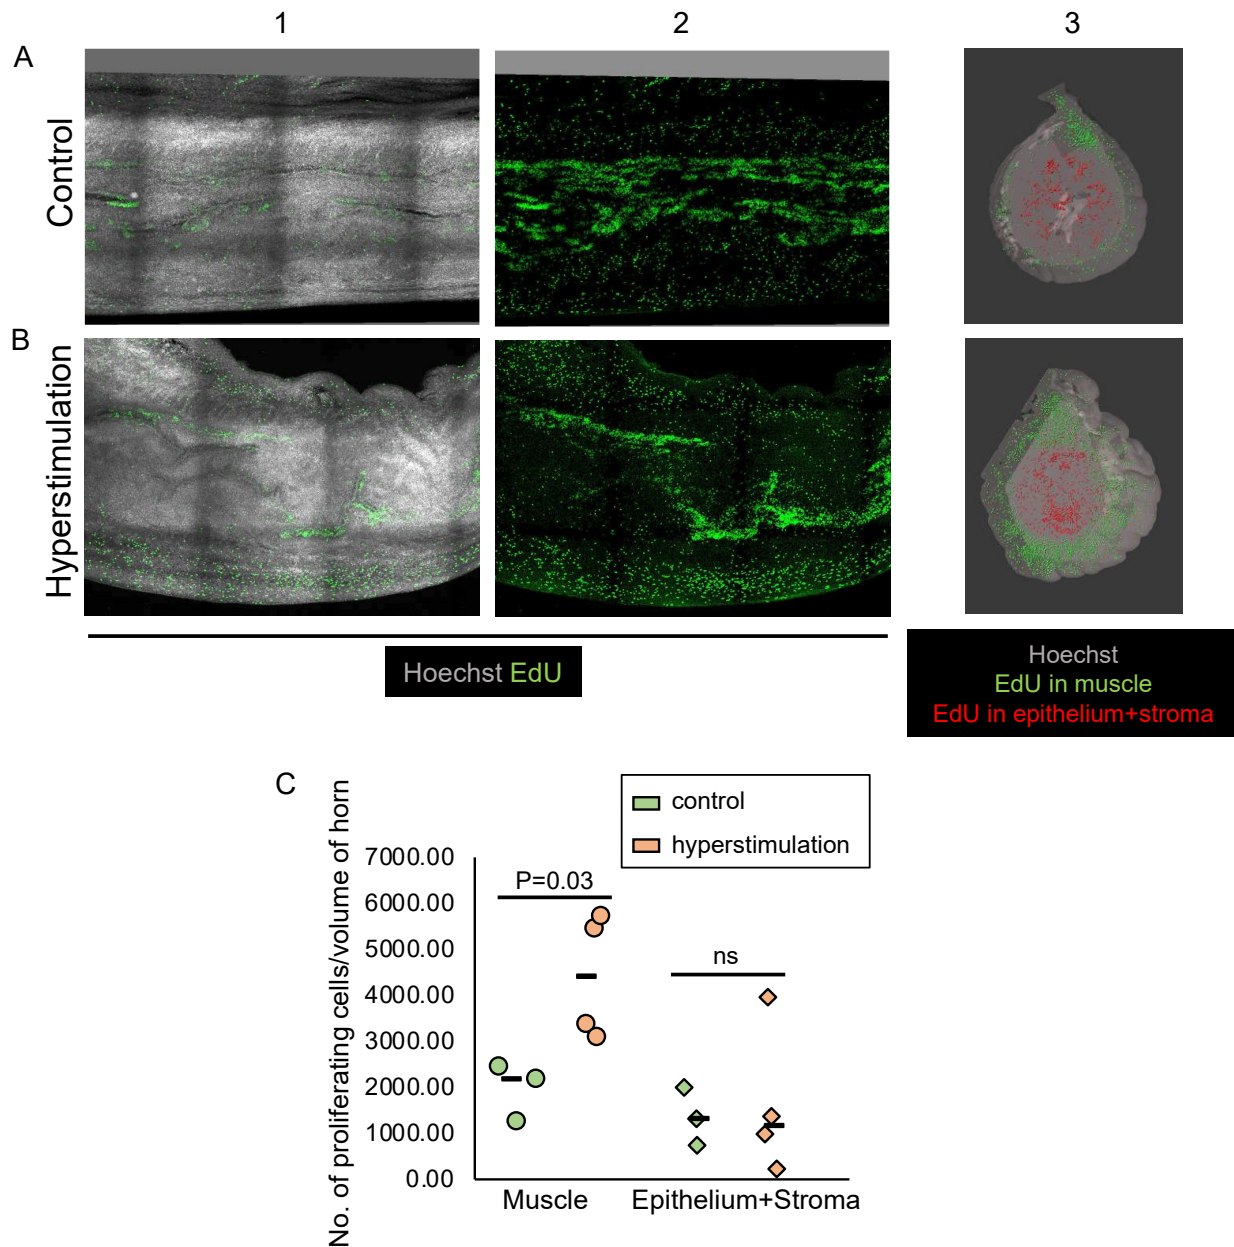 1
2
3
A
Control
B
Hyperstimulation
Hoechst EdU
Hoechst
EdU in muscle
EdU in epithelium+stroma
C
control
hyperstimulation
No. of proliferating cells/volume of horn
7000.00
6000.00
5000.00
4000.00
3000.00
2000.00
1000.00
0.00
P=0.03
ns
Muscle
Epithelium+Stroma